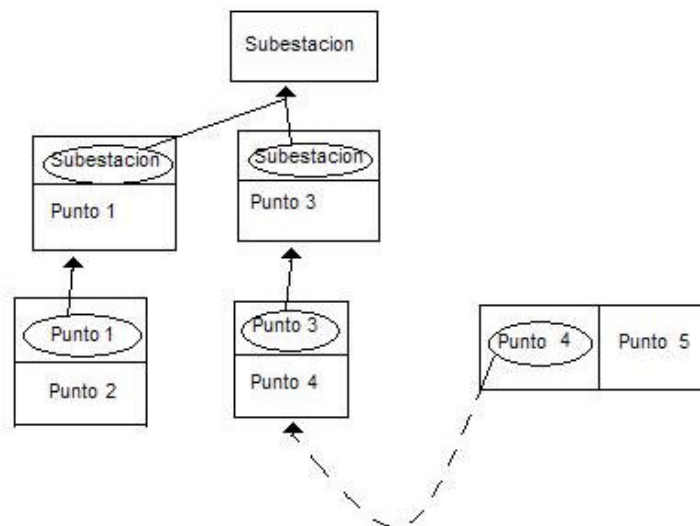 Subestacion
Subestacion
Punto 1
Subestacion
Punto 3
Punto 1
Punto 2
Punto 3
Punto 4
Punto 4
Punto 5